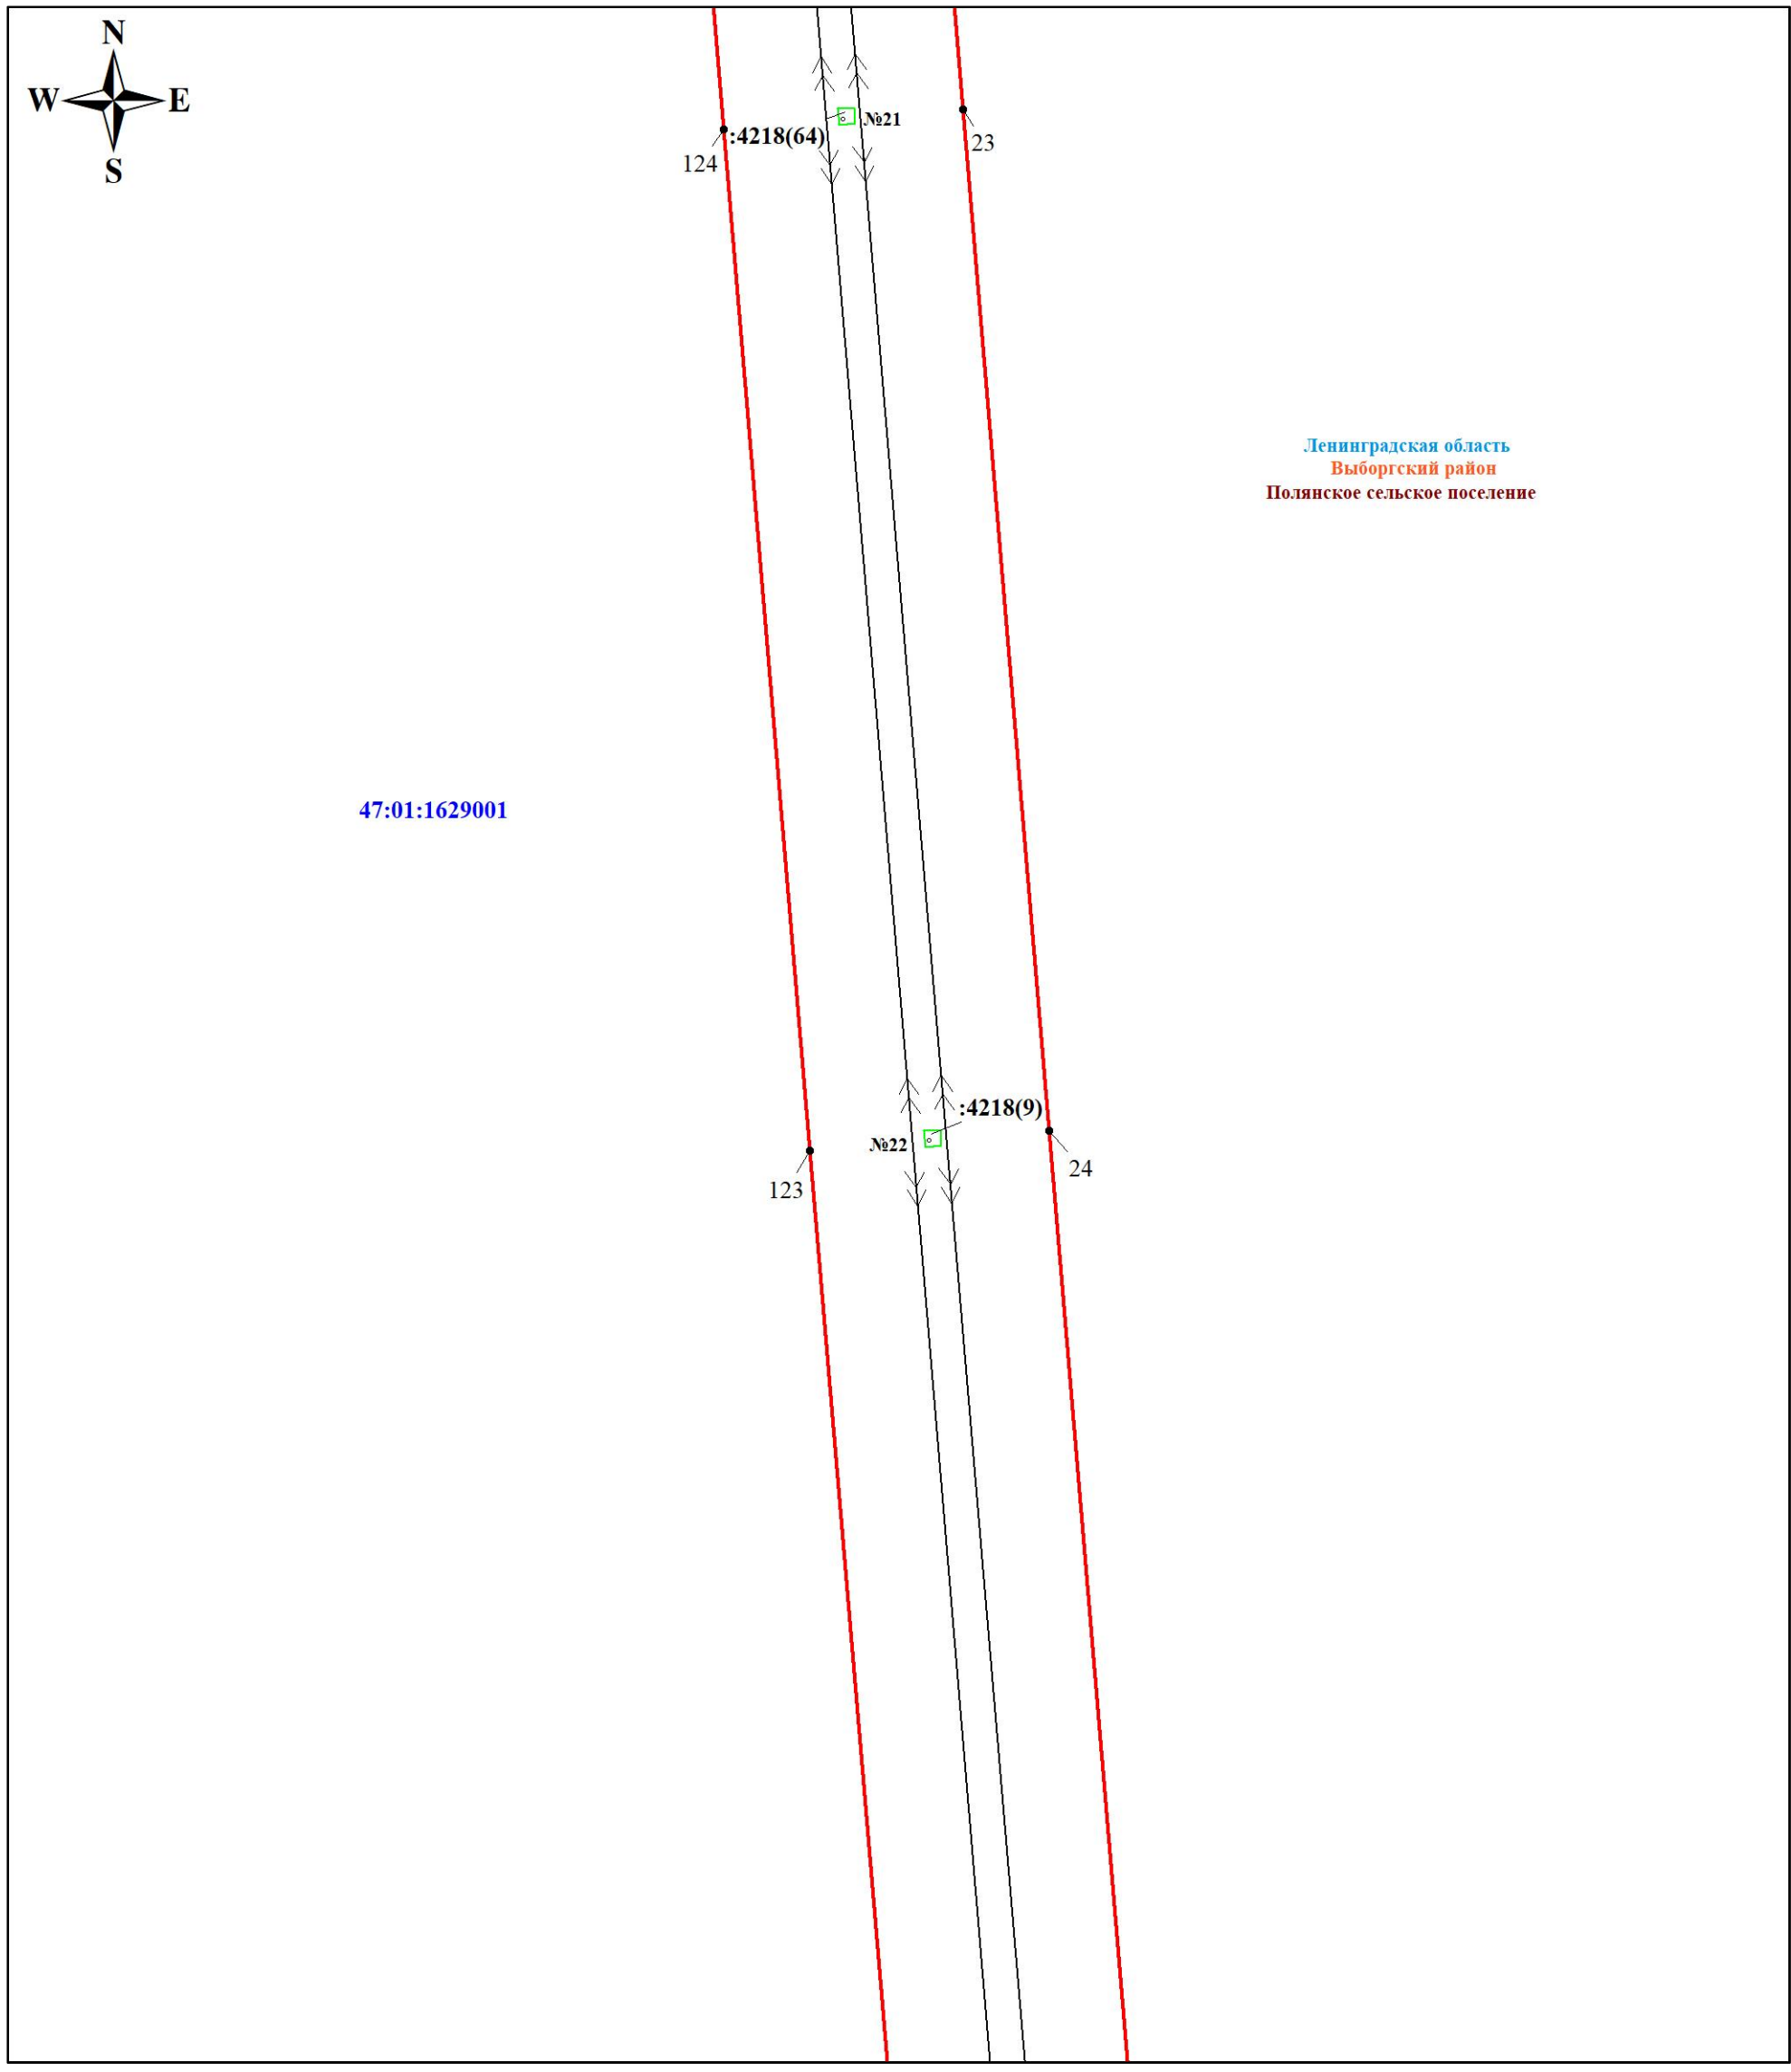 N
W E
S
№21
:4218(64)
124
23
Ленинградская область
Выборгский район
Полянское сельское поселение
47:01:1629001
:4218(9)
№22
24
123